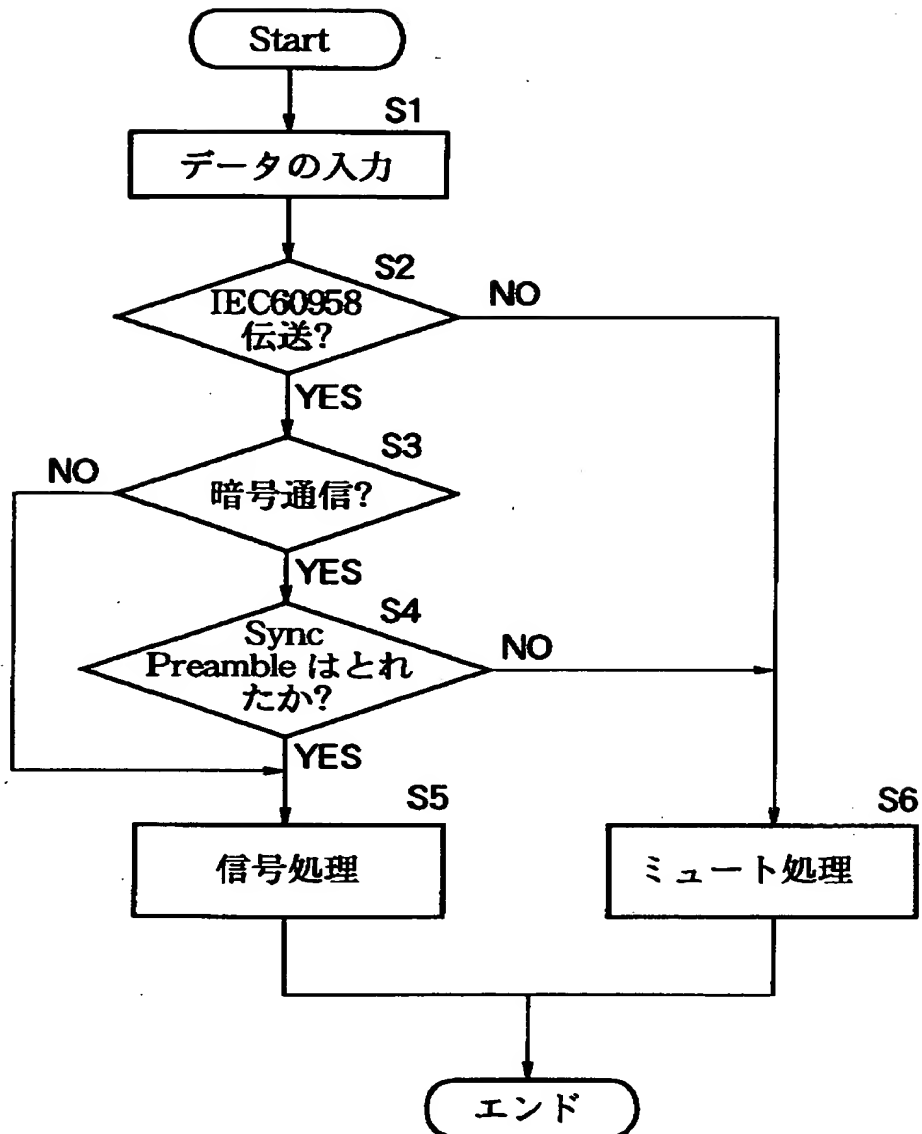 Start
S1
データの入力
S2
IEC60958
伝送?
NO
YES
S3
NO
暗号通信?
YES
S4
Sync
Preamble はとれ
たか?
NO
YES
S5
信号処理
S6
ミュート処理
エンド